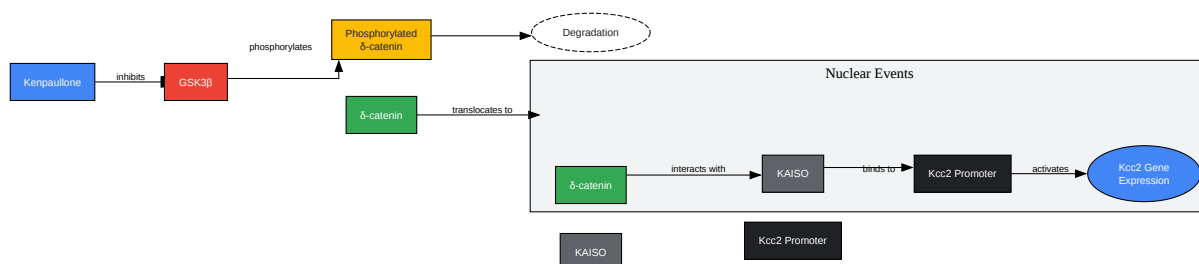 Phosphorylated
δ-catenin
Degradation
phosphorylates
Nuclear Events
Kenpaullone
inhibits
GSK3β
δ-catenin
translocates to
δ-catenin
interacts with
KAISO
binds to
Kcc2 Promoter
activates
Kcc2 Gene
Expression
KAISO
Kcc2 Promoter